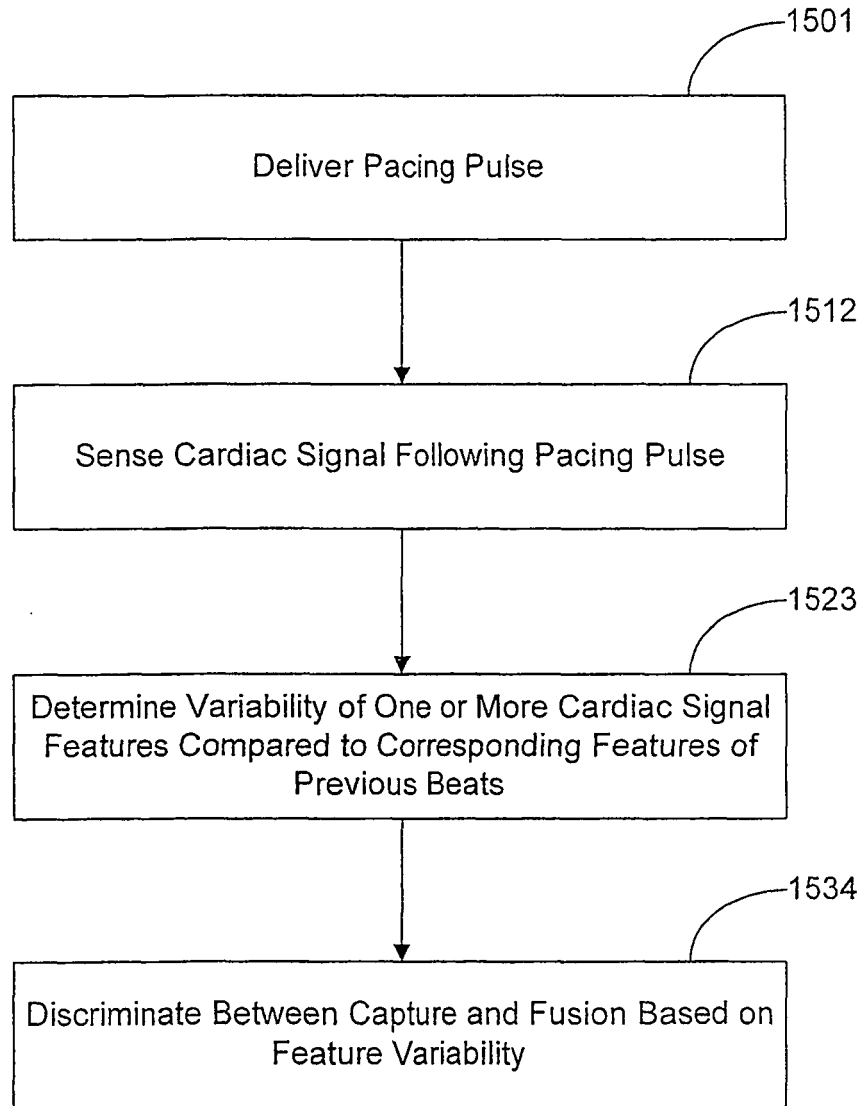 1501
Deliver Pacing Pulse
1512
Sense Cardiac Signal Following Pacing Pulse
1523
Determine Variability of One or More Cardiac Signal
Features Compared to Corresponding Features of
Previous Beats
1534
Discriminate Between Capture and Fusion Based on
Feature Variability